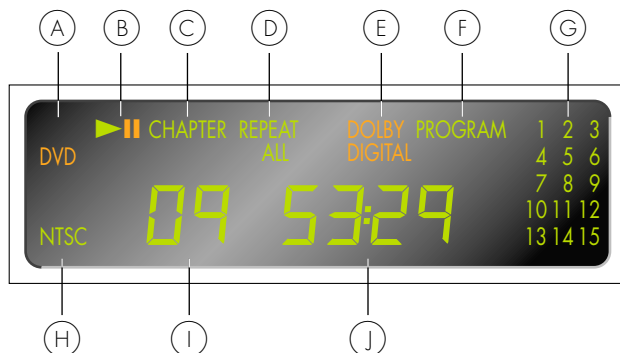 A B C D E F G
CHAPTER REPEAT DOLBY PROGRAM 1 2 3
DVD ALL DIGITAL 4 5 6
7 8 9
09 53:29 10 11 12
NTSC 13 14 15
H I J